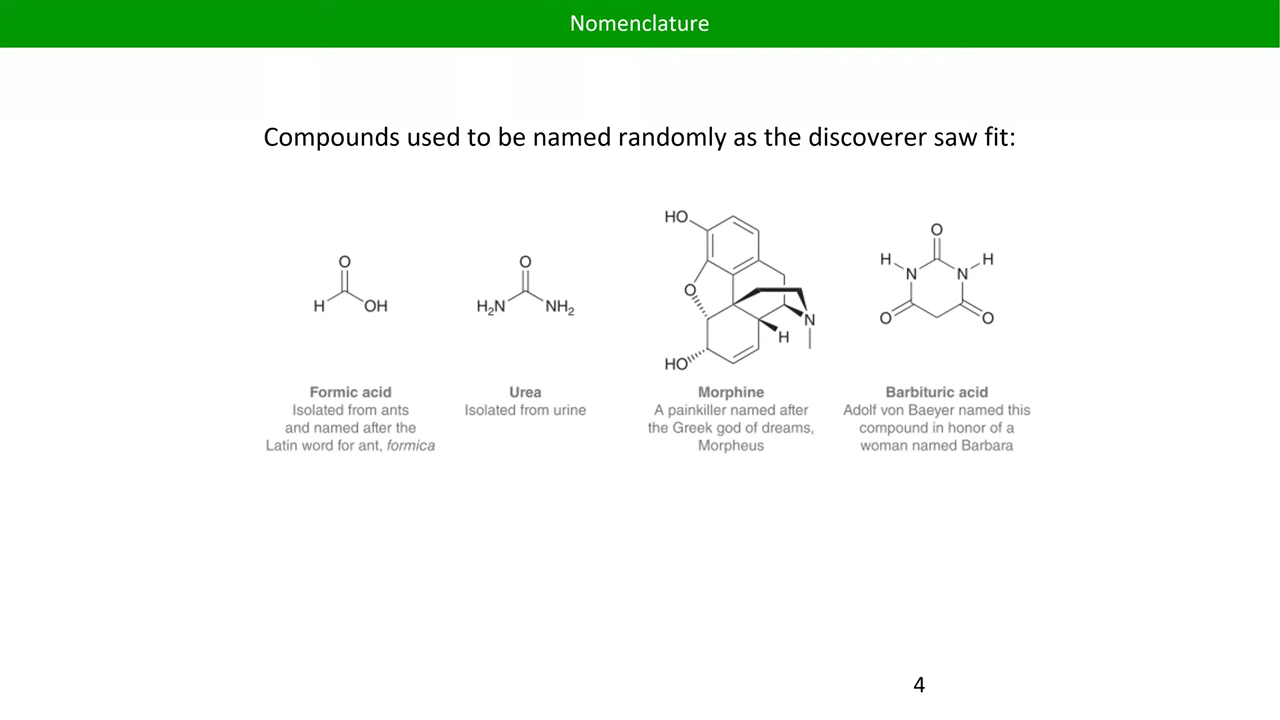 Nomenclature
Compounds used to be named randomly as the discoverer saw fit:
O
H OH
O
H₂N NH₂
HO
O
N
H
HO
O
H H
N N
O O
Formic acid
Isolated from ants
and named after the
Latin word for ant, formica
Urea
Isolated from urine
Morphine
A painkiller named after
the Greek god of dreams,
Morpheus
Barbituric acid
Adolf von Baeyer named this
compound in honor of a
woman named Barbara
4